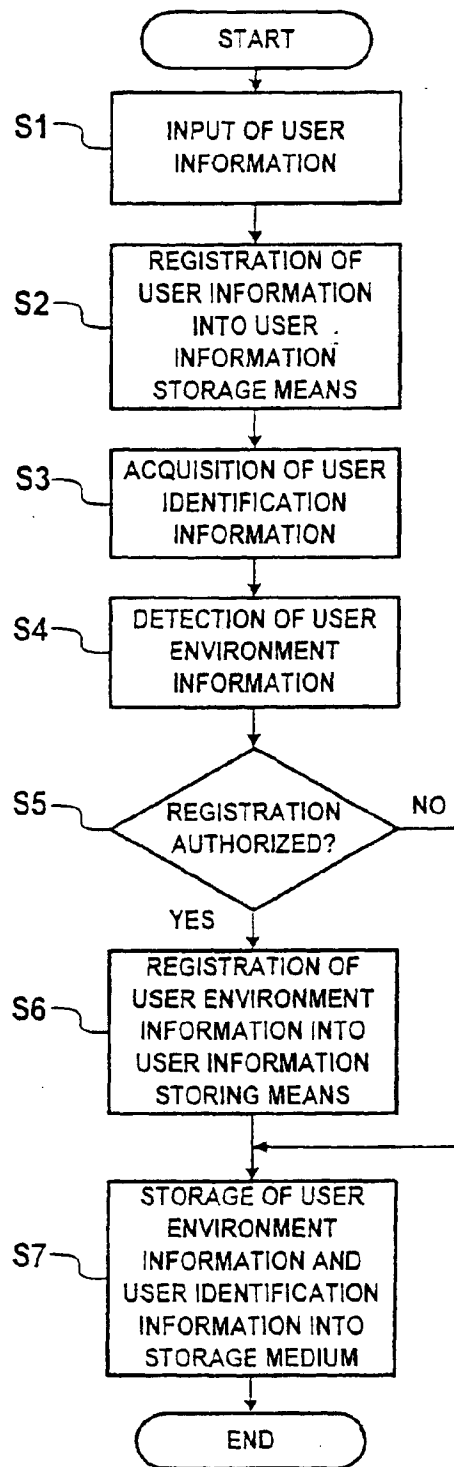 START
S1
INPUT OF USER
INFORMATION
S2
REGISTRATION OF
USER INFORMATION
INTO USER
INFORMATION
STORAGE MEANS
S3
ACQUISITION OF USER
IDENTIFICATION
INFORMATION
S4
DETECTION OF USER
ENVIRONMENT
INFORMATION
S5
REGISTRATION
AUTHORIZED?
NO
YES
S6
REGISTRATION OF
USER ENVIRONMENT
INFORMATION INTO
USER INFORMATION
STORING MEANS
S7
STORAGE OF USER
ENVIRONMENT
INFORMATION AND
USER IDENTIFICATION
INFORMATION INTO
STORAGE MEDIUM
END